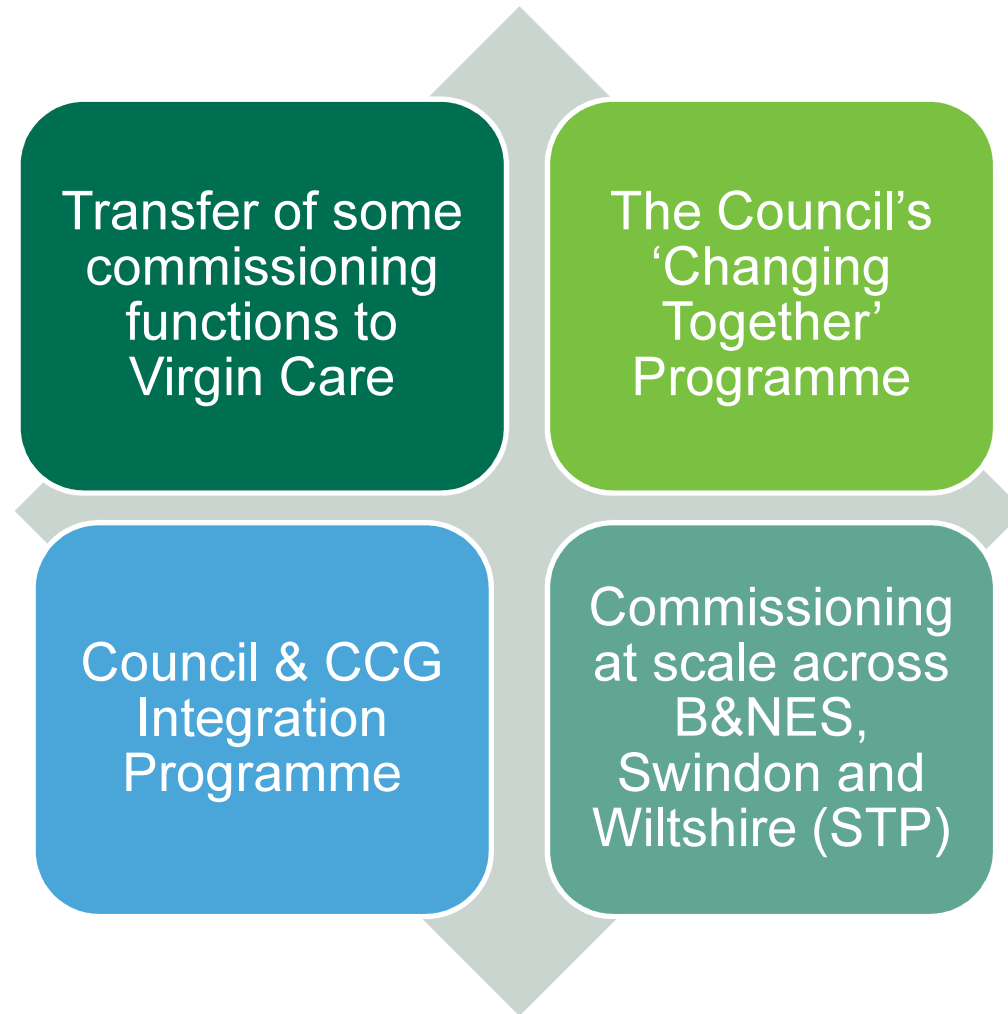 Transfer of some
commissioning
functions to
Virgin Care
The Council’s
‘Changing
Together’
Programme
Council & CCG
Integration
Programme
Commissioning
at scale across
B&NES,
Swindon and
Wiltshire (STP)